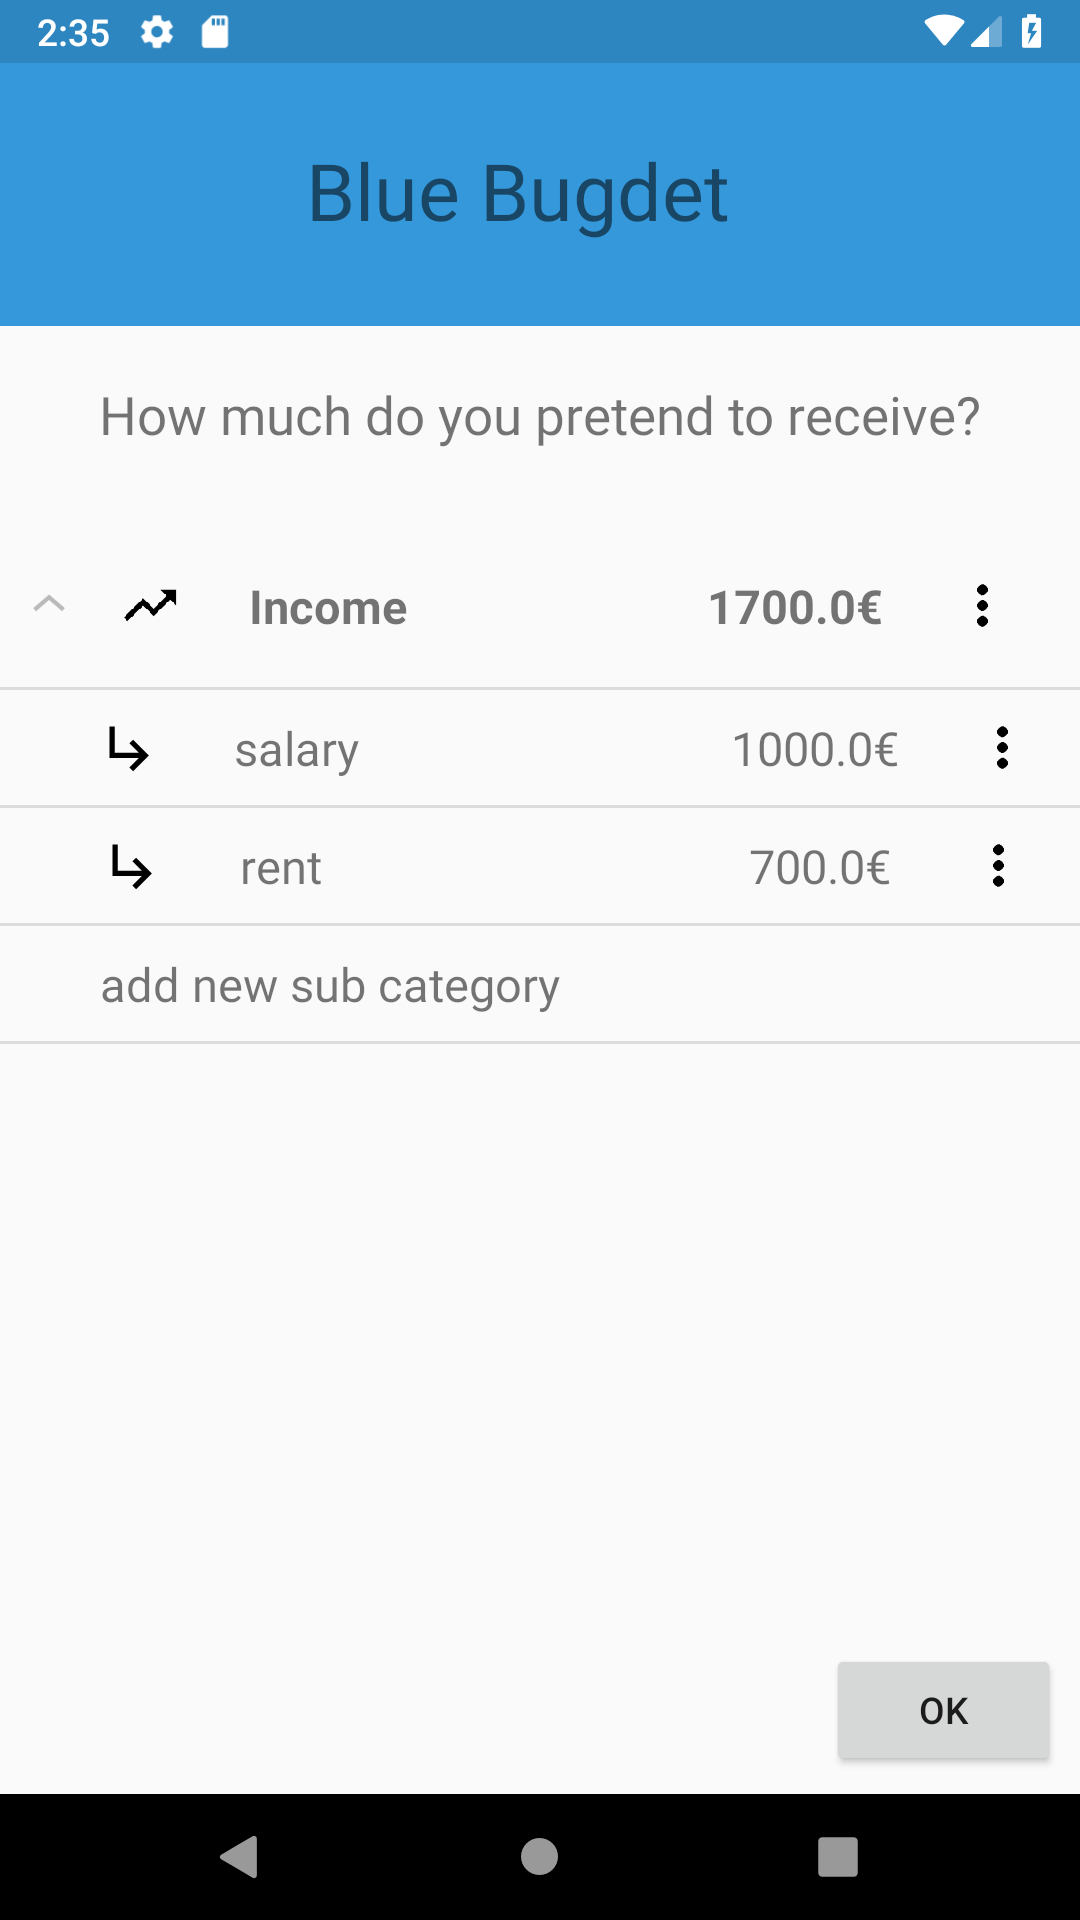 2:35
Blue Bugdet
How much do you pretend to receive?
Income 1700.0€
salary 1000.0€
rent 700.0€
add new sub category
OK